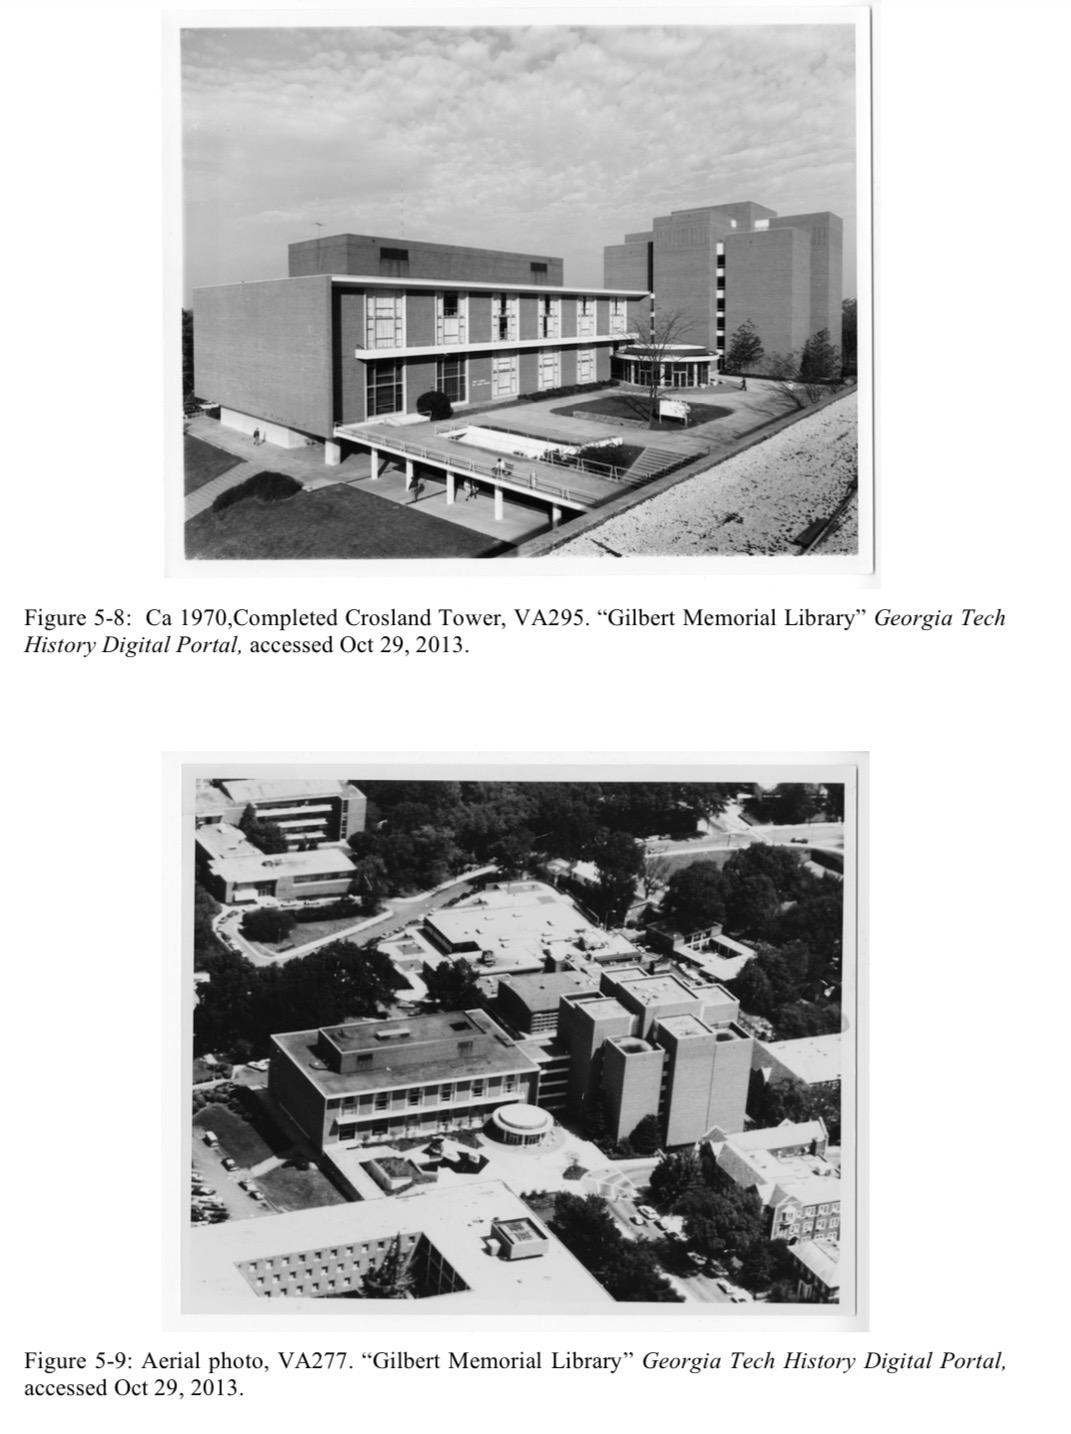 Figure 5-8: Ca 1970,Completed Crosland Tower, VA295. “Gilbert Memorial Library” Georgia Tech
History Digital Portal, accessed Oct 29, 2013.
Figure 5-9: Aerial photo, VA277. “Gilbert Memorial Library” Georgia Tech History Digital Portal,
accessed Oct 29, 2013.